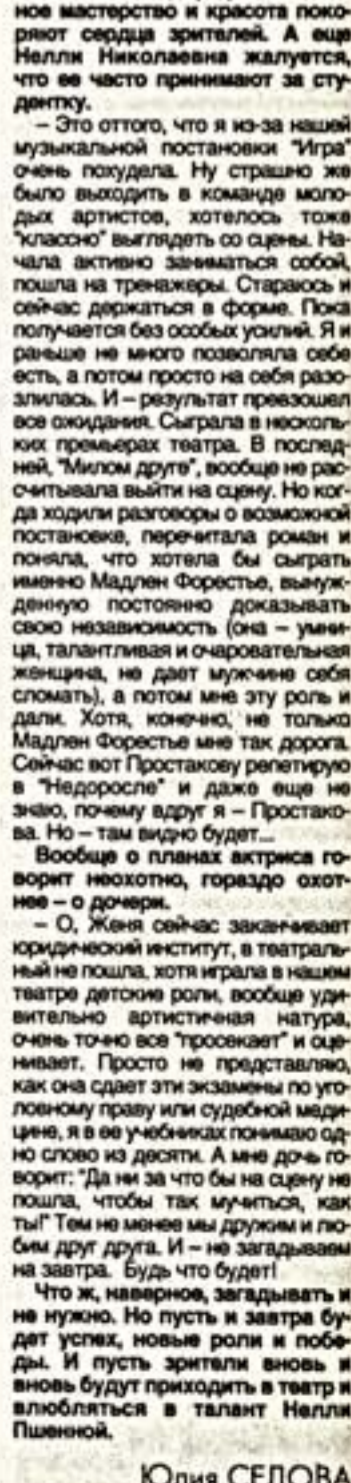 ное мастерство и красота поко-
ряют сердца зрителей. А еще
Нелли Николаевна жалуется,
что ее часто принимают за сту-
дентку.
– Это оттого, что я из-за нашей
музыкальной постановки "Игра"
очень похудела. Ну страшно же
было выходить в команде моло-
дых артистов, хотелось тоже
"классно" выглядеть со сцены. На-
чала активно заниматься собой,
пошла на тренажеры. Стараюсь и
сейчас держаться в форме. Пока
получается без особых усилий. Я и
раньше не много позволяла себе
есть, а потом просто на себя разо-
злилась. И – результат превзошел
все ожидания. Сыграла в несколь-
ких премьерах театра. В послед-
ней, "Милом друге", вообще не рас-
считывала выйти на сцену. Но ког-
да ходили разговоры о возможной
постановке, перечитала роман и
поняла, что хотела бы сыграть
именно Мадлен Форестье, вынуж-
денную постоянно доказывать
свою независимость (она – умни-
ца, талантливая и очаровательная
женщина, не дает мужчине себя
сломать), а потом мне эту роль и
дали. Хотя, конечно, не только
Мадлен Форестье мне так дорога.
Сейчас вот Простакову репетирую
в "Недоросле" и даже еще не
знаю, почему вдруг я – Простако-
ва. Но – там видно будет...
Вообще о планах актриса го-
ворит неохотно, гораздо охот-
нее – о дочери.
– О, Женя сейчас заканчивает
юридический институт, в театраль-
ный не пошла, хотя играла в нашем
театре детские роли, вообще уди-
вительно артистичная натура,
очень точно все "просекает" и оце-
нивает. Просто не представляю,
как она сдает эти экзамены по уго-
ловному праву или судебной меди-
цине, я в ее учебниках понимаю од-
но слово из десяти. А мне дочь го-
ворит: "Да ни за что бы на сцену не
пошла, чтобы так мучиться, как
ты!" Тем не менее мы дружим и лю-
бим друг друга. И – не загадываем
на завтра. Будь что будет!
Что ж, наверное, загадывать и
не нужно. Но пусть и завтра бу-
дет успех, новые роли и побе-
ды. И пусть зрители вновь и
вновь будут приходить в театр и
влюбляться в талант Нелли
Пшенной.
Юлия СЕДОВА